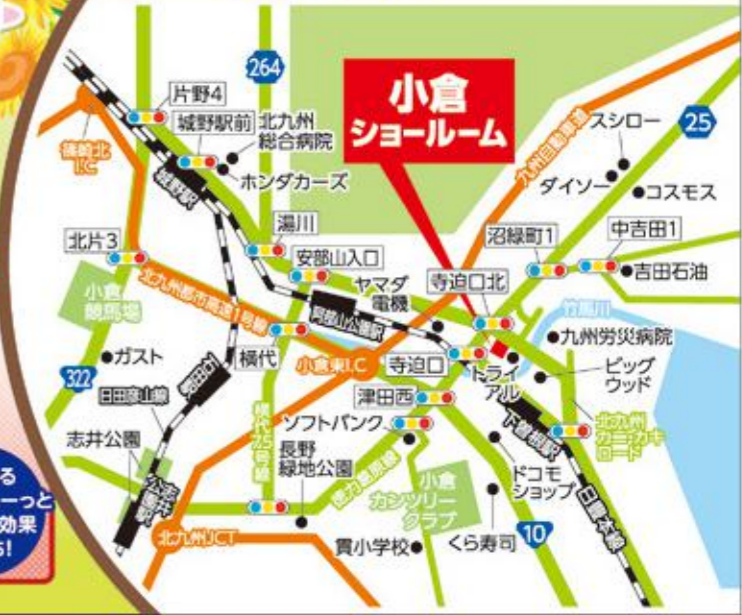 片野4
264
城野駅前
北九州
総合病院
ホンダカーズ
小倉
ショールーム
スシロー
25
ダイソー
コスモス
九州自動車道
篠崎北
I.C
城野駅
湯川
沼緑町1
中吉田1
北片3
安部山入口
ヤマダ
電機
寺迫口北
吉田石油
小倉
競馬場
北九州都市高速1号線
阿部山公園駅
竹馬川
九州労災病院
ガスト
横代
小倉東I.C
寺迫口
トライ
アル
ビッグ
ウッド
322
日田彦山線
津田西
下曽根駅
北九州
カニ・カキ
ロード
ソフトバンク
志井公園
長野
緑地公園
小倉
カンツリー
クラブ
ドコモ
ショップ
日豊本線
北九州JCT
貫小学校
くら寿司
10
る
ーっと
効果